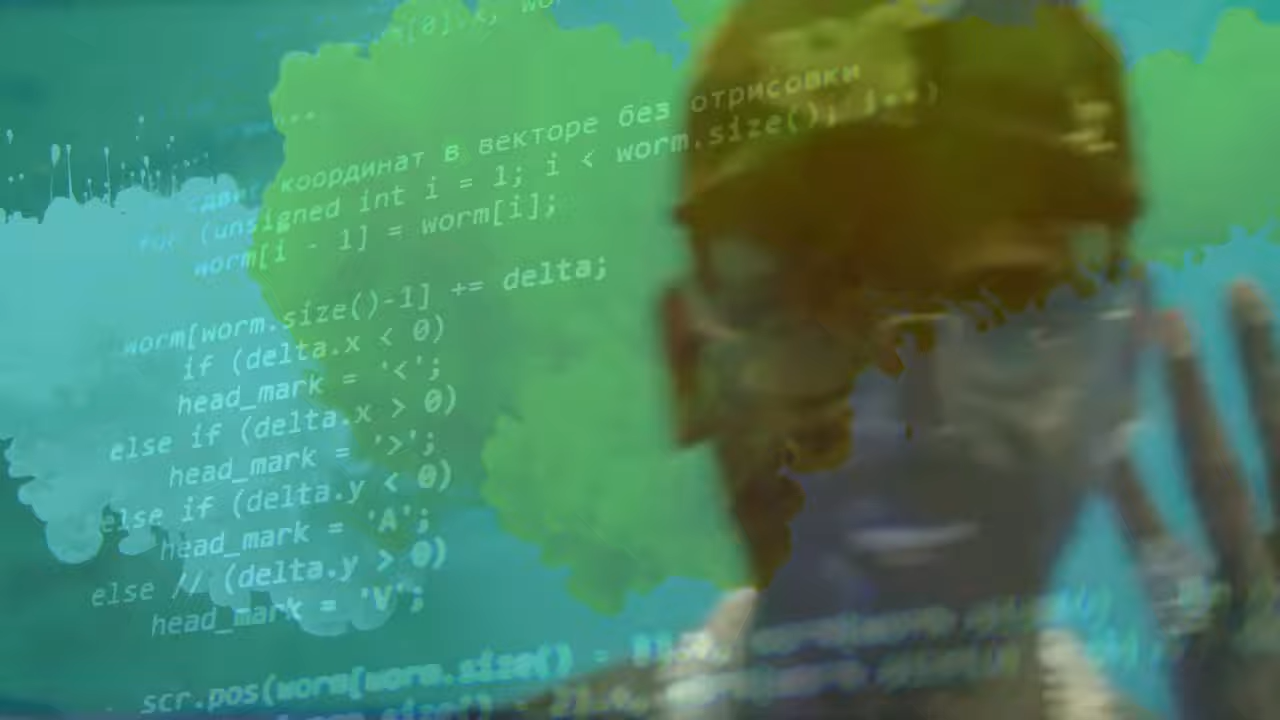 координат в векторе без отрисовки
for (unsigned int i = 1; i < worm.size(); i++)
worm[i - 1] = worm[i];
worm[worm.size()-1] += delta;
if (delta.x < 0)
head_mark = '<';
else if (delta.x > 0)
head_mark = '>';
else if (delta.y < 0)
head_mark = 'A';
else // (delta.y > 0)
head_mark = 'V';
scr.pos(worm[worm.size()